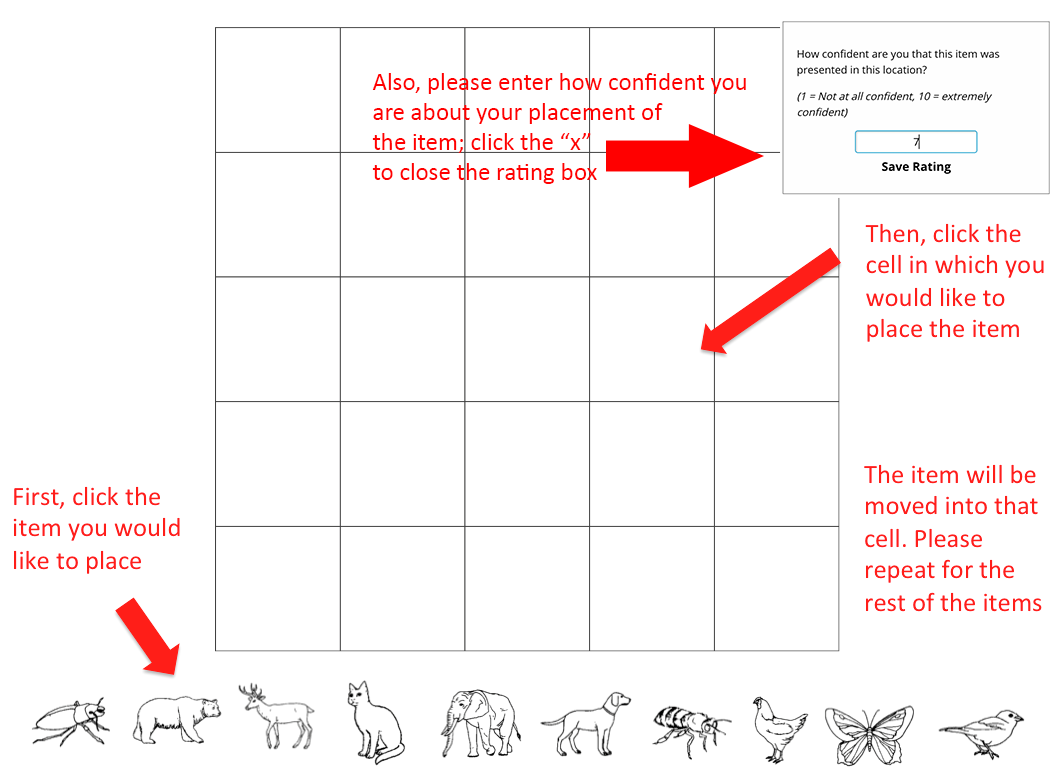 How confident are you that this item was
presented in this location?
(1 = Not at all confident, 10 = extremely
confident)
7
Save Rating
Also, please enter how confident you
are about your placement of
the item; click the “x”
to close the rating box
Then, click the
cell in which you
would like to
place the item
The item will be
moved into that
cell. Please
repeat for the
rest of the items
First, click the
item you would
like to place